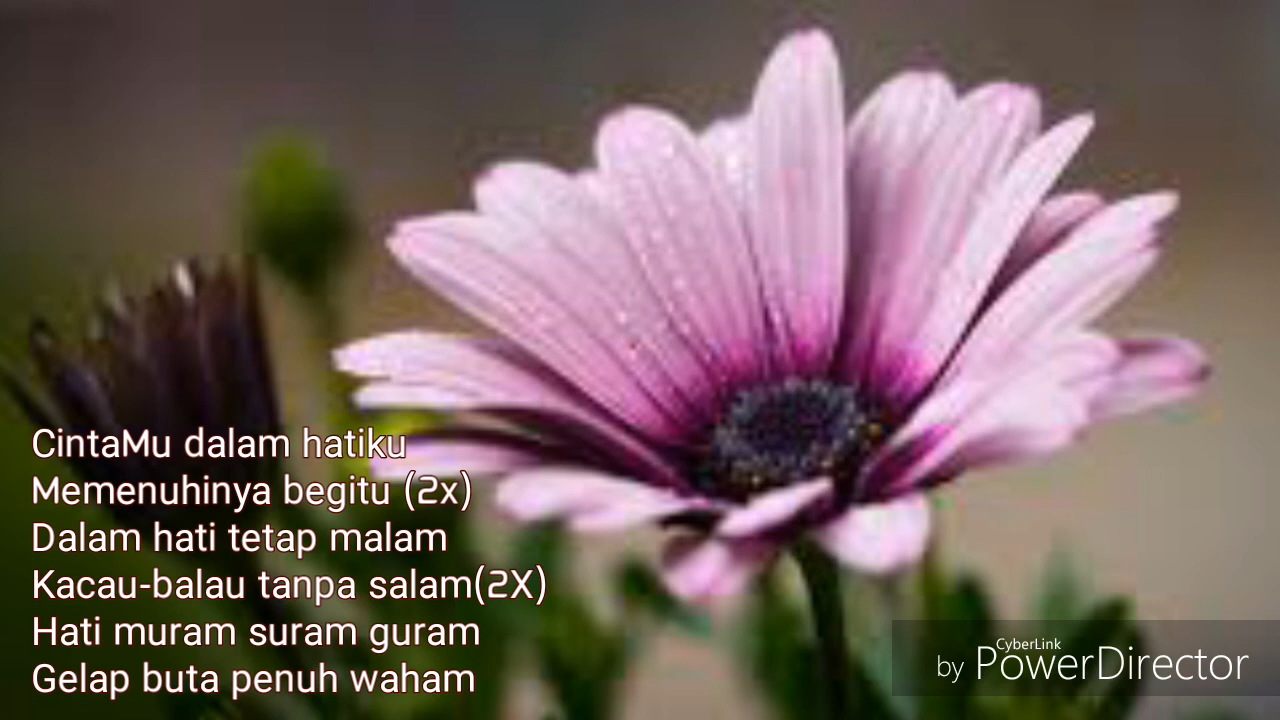 CintaMu dalam hatiku
Memenuhinya begitu (2x)
Dalam hati tetap malam
Kacau-balau tanpa salam(2X)
Hati muram suram guram
Gelap buta penuh waham
CyberLink
by PowerDirector